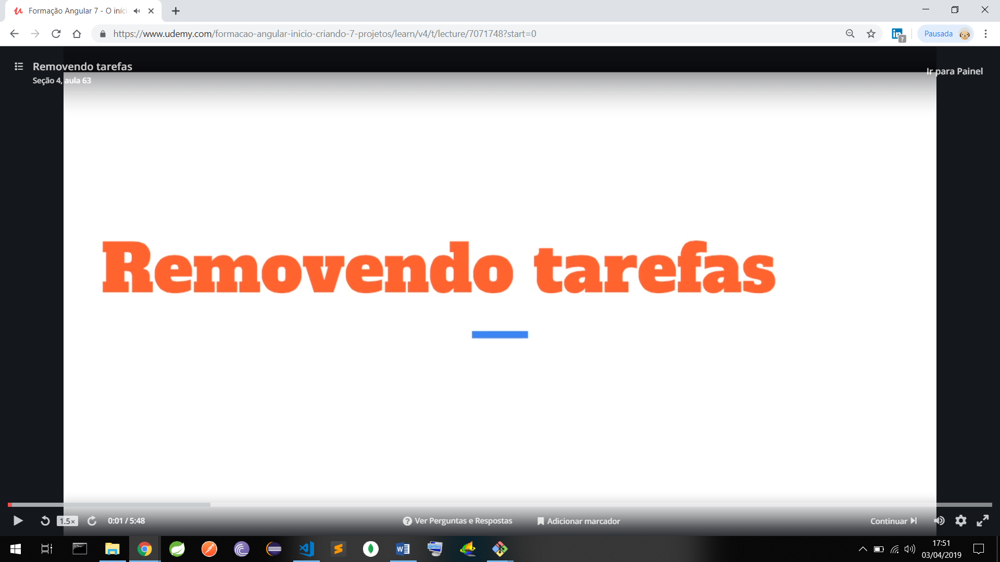 Formação Angular 7 - O iníci
https://www.udemy.com/formacao-angular-inicio-criando-7-projetos/learn/v4/t/lecture/7071748?start=0
Pausada
Removendo tarefas
Seção 4, aula 63
Ir para Painel
Removendo tarefas
1.5×
0:01 / 5:48
Ver Perguntas e Respostas
Adicionar marcador
Continuar
17:51
03/04/2019